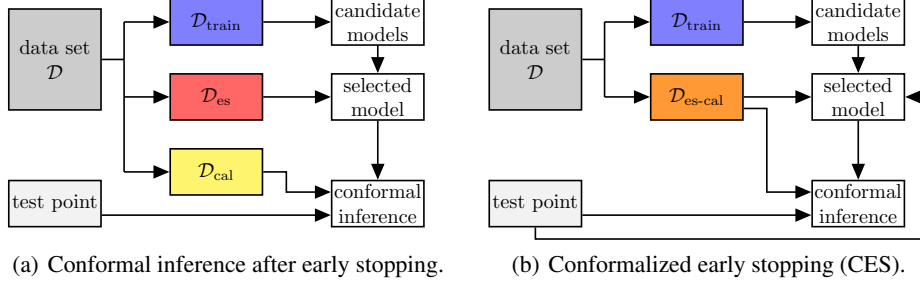 data set
𝒟
𝒟train
candidate
models
𝒟es
selected
model
𝒟cal
test point
conformal
inference
(a) Conformal inference after early stopping.
data set
𝒟
𝒟train
candidate
models
𝒟es-cal
selected
model
test point
conformal
inference
(b) Conformalized early stopping (CES).